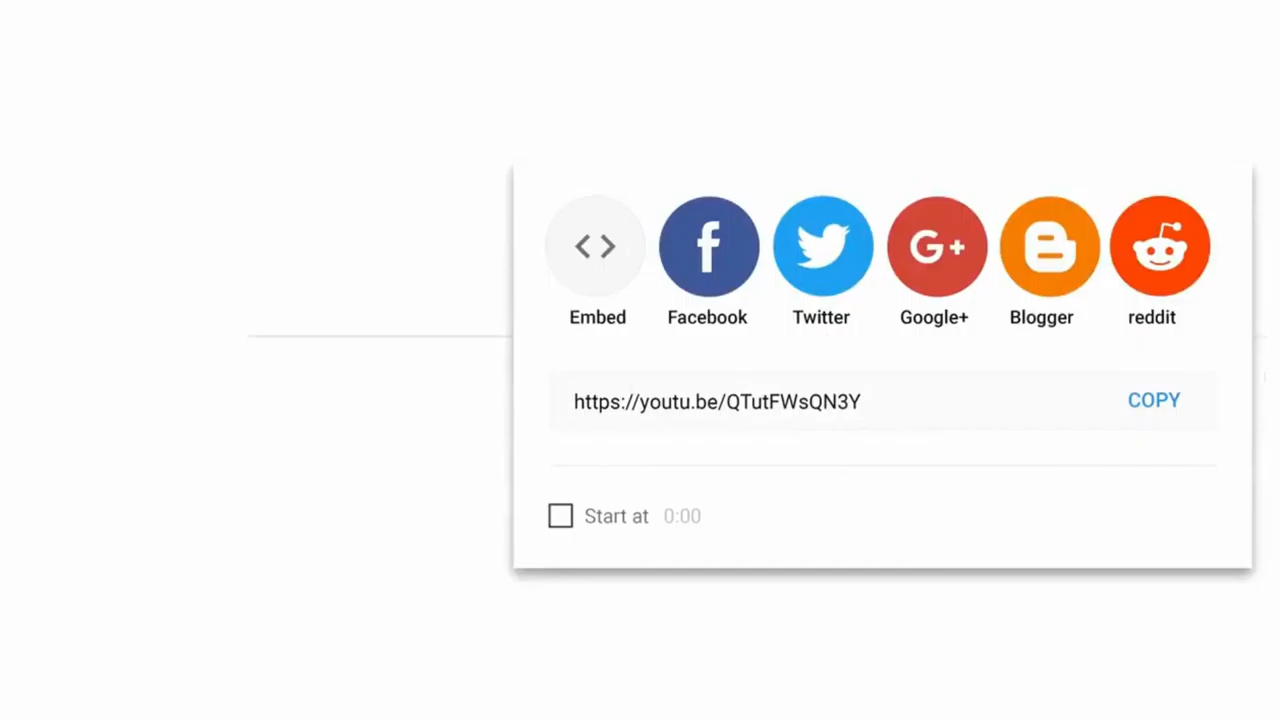 Embed Facebook Twitter Google+ Blogger reddit
https://youtu.be/QTutFWsQN3Y COPY
Start at 0:00